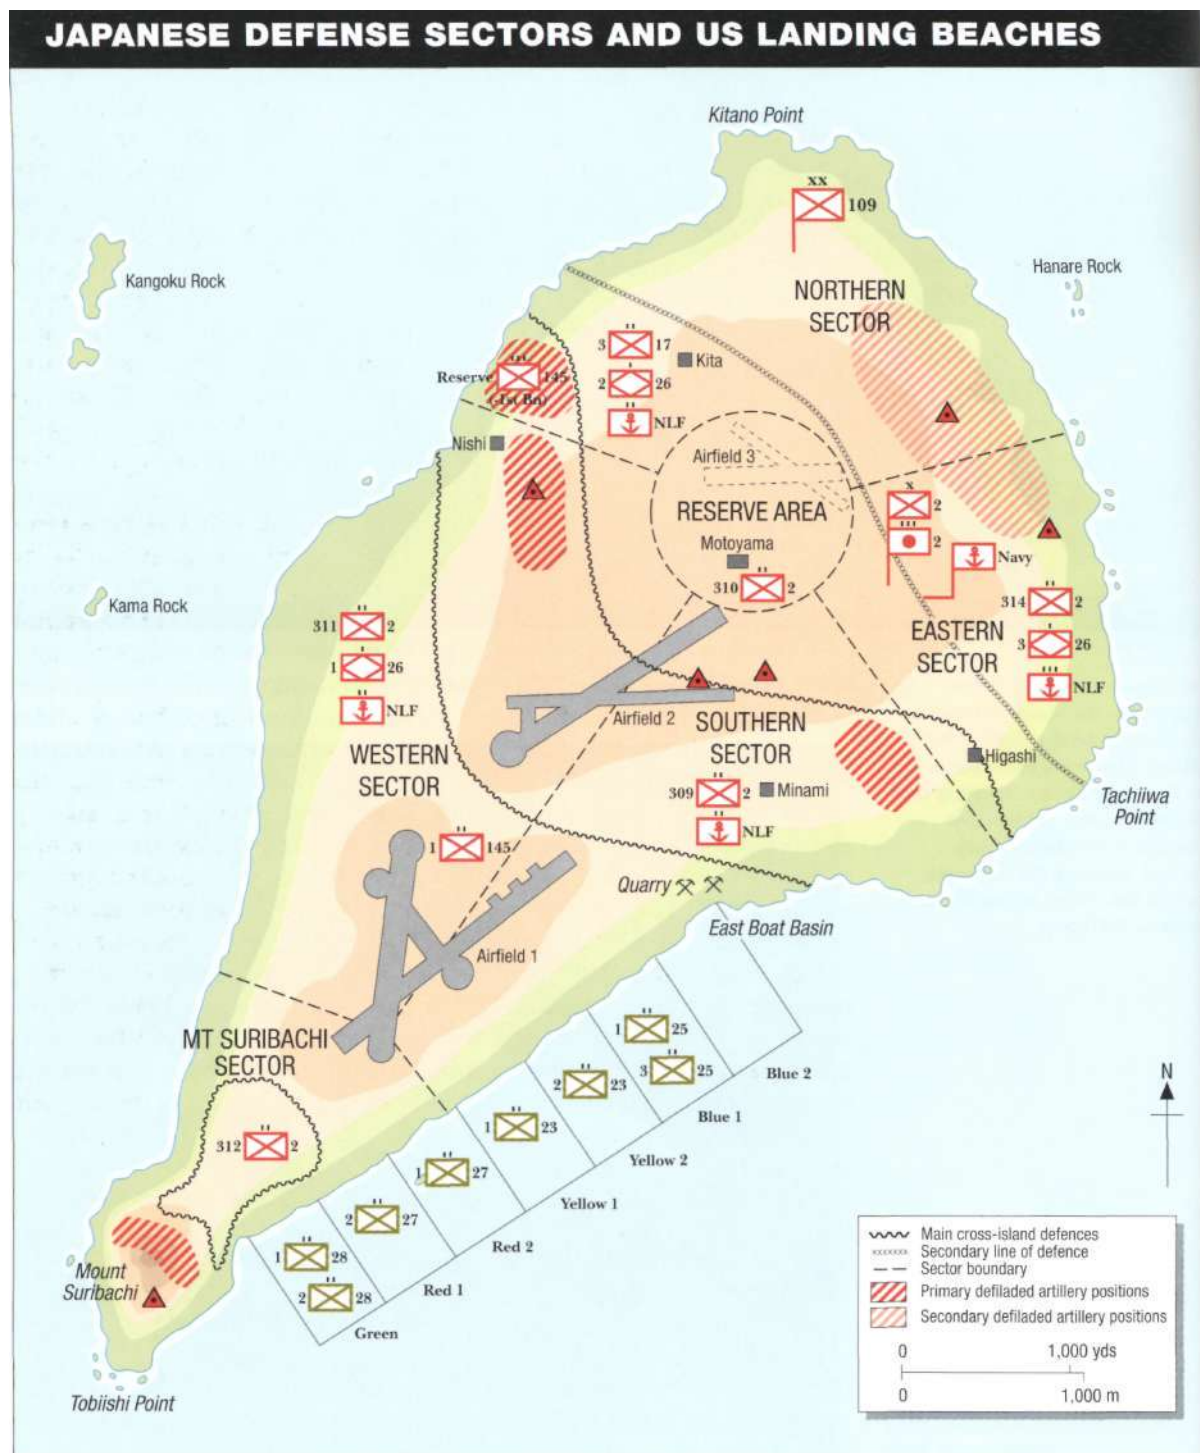 JAPANESE DEFENSE SECTORS AND US LANDING BEACHES
Kitano Point
XX
109
Kangoku Rock
Hanare Rock
NORTHERN
SECTOR
3 17
Kita
Reserve 145
(-1st Bn)
2 26
NLF
Nishi
Airfield 3
RESERVE AREA
X
2
III
2
Motoyama
Navy
310 2
Kama Rock
314 2
311 2
EASTERN
SECTOR
3 26
1 26
NLF
NLF
Airfield 2
SOUTHERN
SECTOR
WESTERN
SECTOR
Higashi
309 2
Minami
Tachiiwa
Point
NLF
1 145
Quarry
East Boat Basin
Airfield 1
MT SURIBACHI
SECTOR
1 25
3 25
Blue 2
2 23
N
Blue 1
1 23
312 2
Yellow 2
1 27
Yellow 1
2 27
Red 2
1 28
Mount
Suribachi
2 28
Red 1
Green
Tobiishi Point
Main cross-island defences
Secondary line of defence
Sector boundary
Primary defiladed artillery positions
Secondary defiladed artillery positions
0 1,000 yds
0 1,000 m